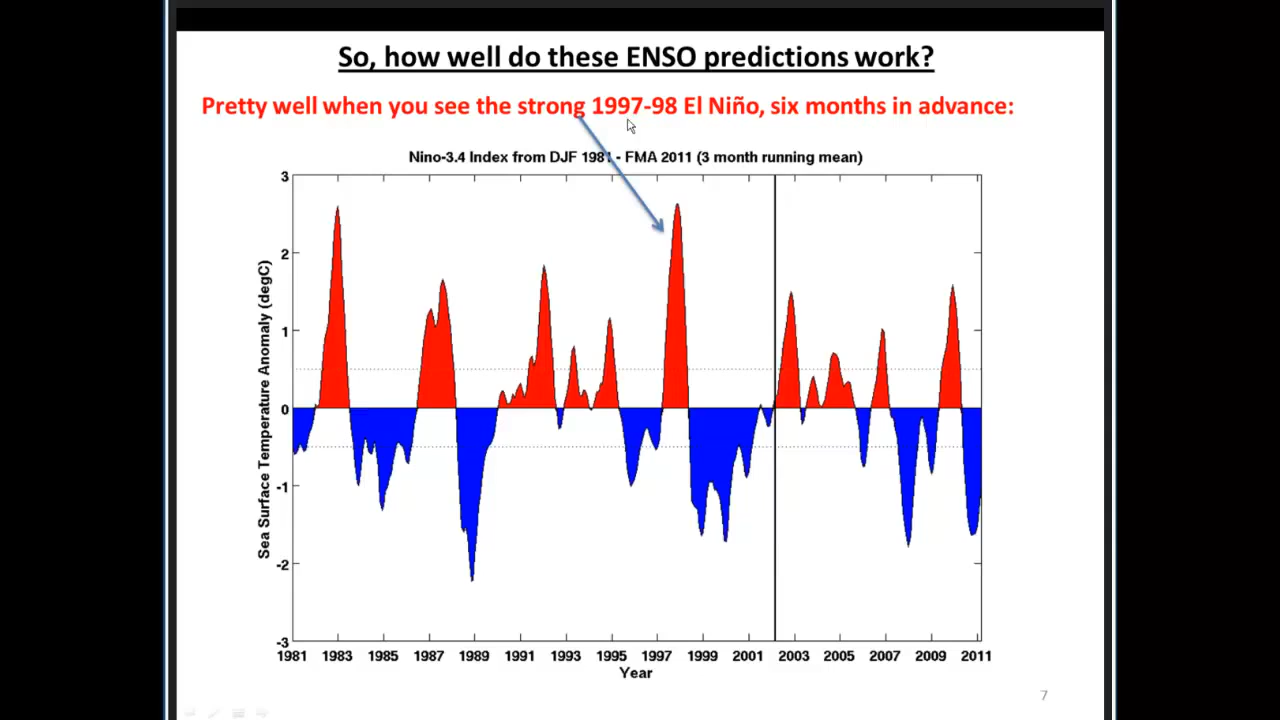 So, how well do these ENSO predictions work?
Pretty well when you see the strong 1997-98 El Niño, six months in advance:
Nino-3.4 Index from DJF 1981 - FMA 2011 (3 month running mean)
3
2
1
0
-1
-2
-3
Sea Surface Temperature Anomaly (degC)
1981 1983 1985 1987 1989 1991 1993 1995 1997 1999 2001 2003 2005 2007 2009 2011
Year
7